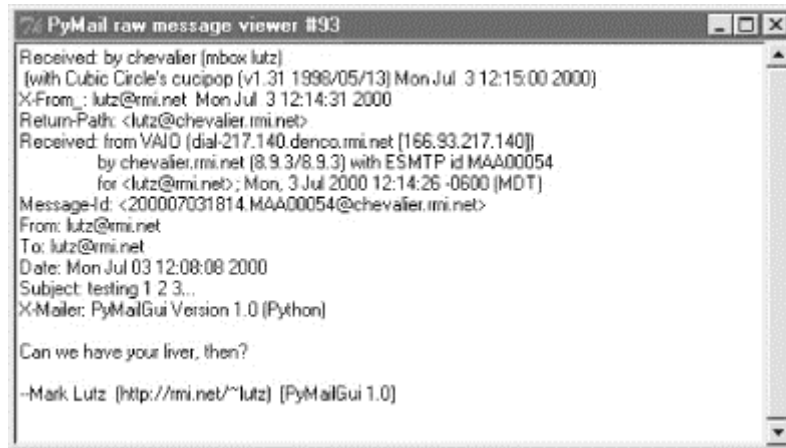 PyMail raw message viewer #93
Received: by chevalier (mbox lutz)
(with Cubic Circle's cucipop (v1.31 1998/05/13) Mon Jul 3 12:15:00 2000)
X-From_: lutz@rmi.net Mon Jul 3 12:14:31 2000
Return-Path: <lutz@chevalier.rmi.net>
Received: from VAIO (dial-217.140.denco.rmi.net [166.93.217.140])
by chevalier.rmi.net (8.9.3/8.9.3) with ESMTP id MAA00054
for <lutz@rmi.net>; Mon, 3 Jul 2000 12:14:26 -0600 (MDT)
Message-Id: <200007031814.MAA00054@chevalier.rmi.net>
From: lutz@rmi.net
To: lutz@rmi.net
Date: Mon Jul 03 12:08:08 2000
Subject: testing 1 2 3...
X-Mailer: PyMailGui Version 1.0 (Python)
Can we have your liver, then?
--Mark Lutz (http://rmi.net/~lutz) [PyMailGui 1.0]